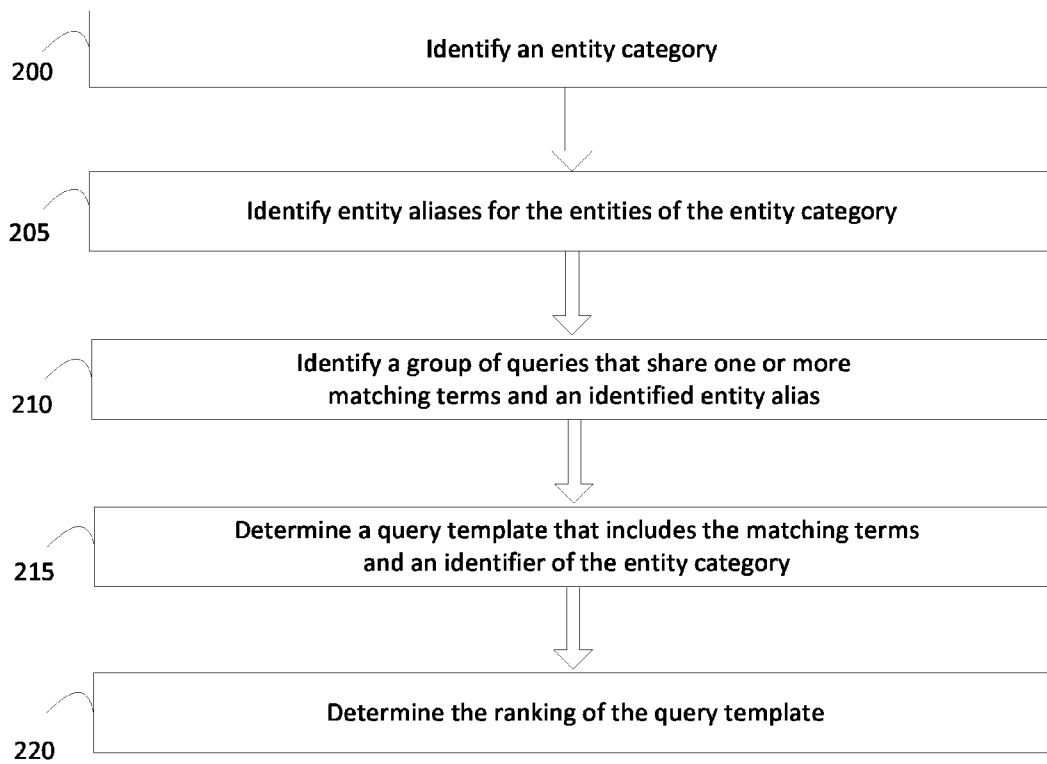 Identify an entity category
200
Identify entity aliases for the entities of the entity category
205
Identify a group of queries that share one or more
matching terms and an identified entity alias
210
Determine a query template that includes the matching terms
and an identifier of the entity category
215
Determine the ranking of the query template
220